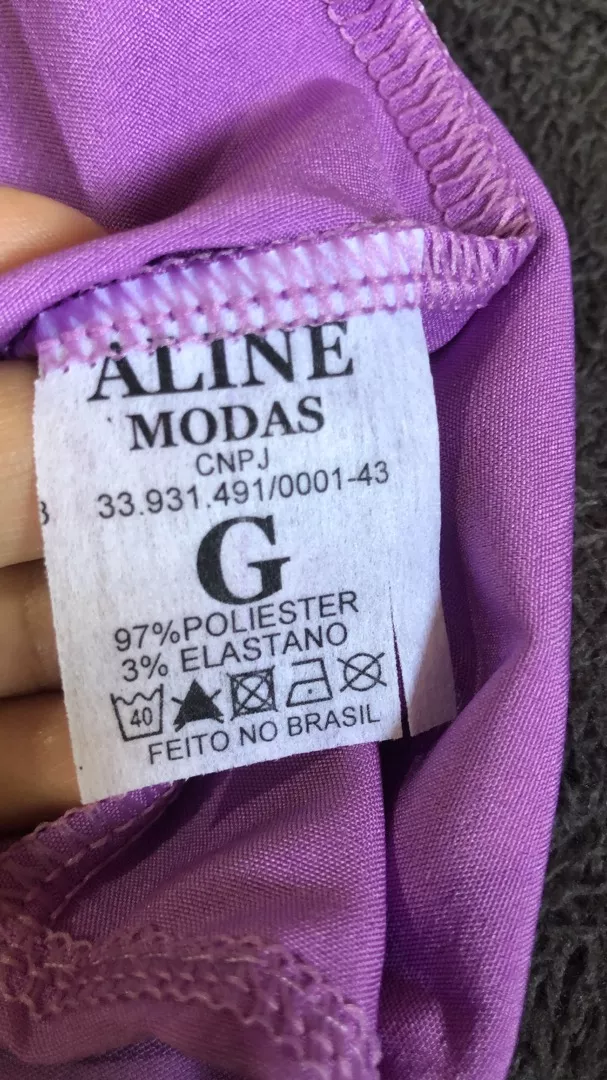 ALINE
MODAS
CNPJ
33.931.491/0001-43
G
97%POLIESTER
3% ELASTANO
40
FEITO NO BRASIL